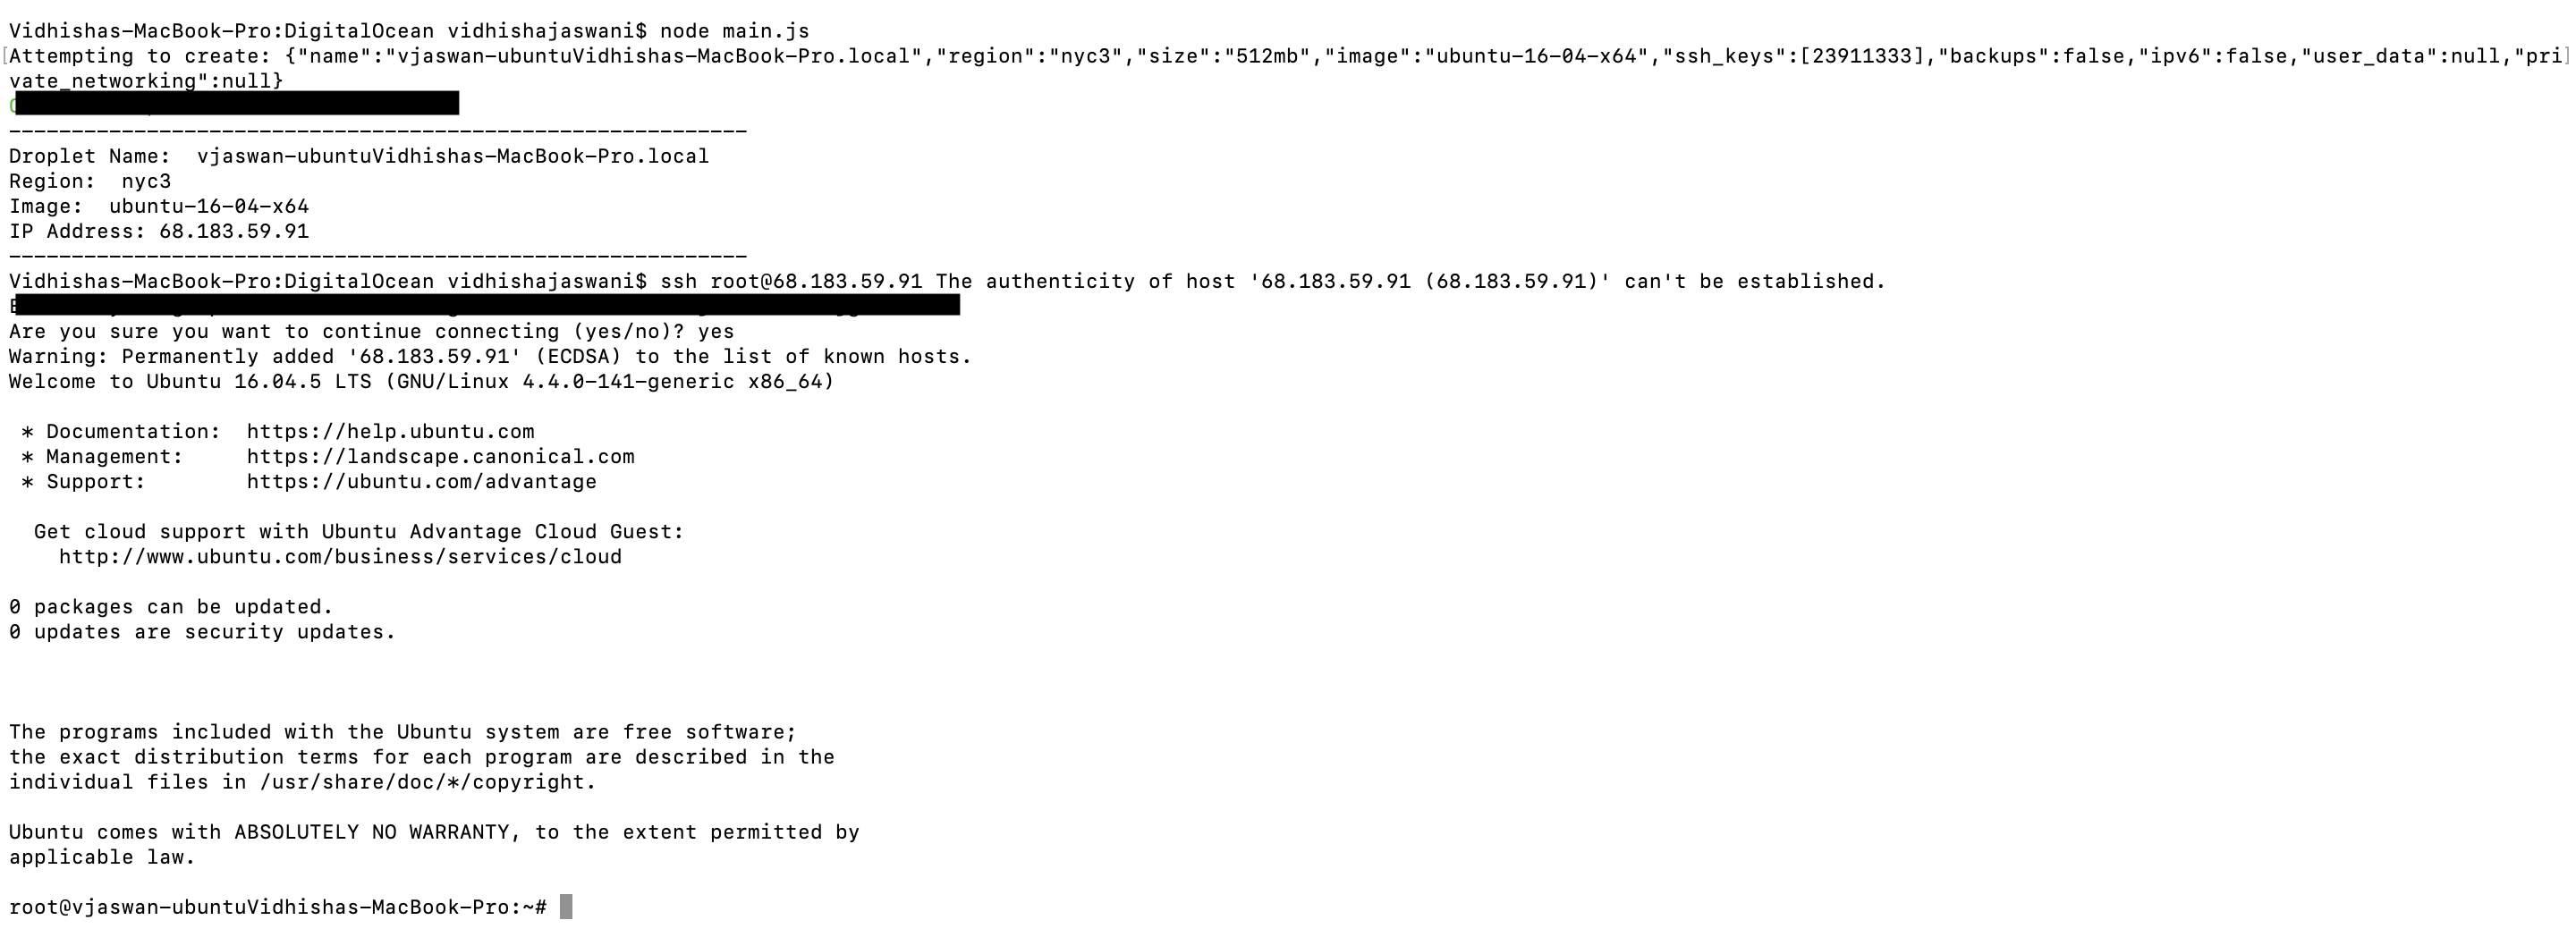 Vidhishas-MacBook-Pro:DigitalOcean vidhishajaswani$ node main.js
[Attempting to create: {"name":"vjaswan-ubuntuVidhishas-MacBook-Pro.local","region":"nyc3","size":"512mb","image":"ubuntu-16-04-x64","ssh_keys":[23911333],"backups":false,"ipv6":false,"user_data":null,"pri]
vate_networking":null}
-----------------------------------------------------------
Droplet Name:  vjaswan-ubuntuVidhishas-MacBook-Pro.local
Region:  nyc3
Image:  ubuntu-16-04-x64
IP Address: 68.183.59.91
-----------------------------------------------------------
Vidhishas-MacBook-Pro:DigitalOcean vidhishajaswani$ ssh root@68.183.59.91 The authenticity of host '68.183.59.91 (68.183.59.91)' can't be established.
Are you sure you want to continue connecting (yes/no)? yes
Warning: Permanently added '68.183.59.91' (ECDSA) to the list of known hosts.
Welcome to Ubuntu 16.04.5 LTS (GNU/Linux 4.4.0-141-generic x86_64)
 * Documentation:  https://help.ubuntu.com
 * Management:     https://landscape.canonical.com
 * Support:        https://ubuntu.com/advantage
  Get cloud support with Ubuntu Advantage Cloud Guest:
    http://www.ubuntu.com/business/services/cloud
0 packages can be updated.
0 updates are security updates.
The programs included with the Ubuntu system are free software;
the exact distribution terms for each program are described in the
individual files in /usr/share/doc/*/copyright.
Ubuntu comes with ABSOLUTELY NO WARRANTY, to the extent permitted by
applicable law.
root@vjaswan-ubuntuVidhishas-MacBook-Pro:~#